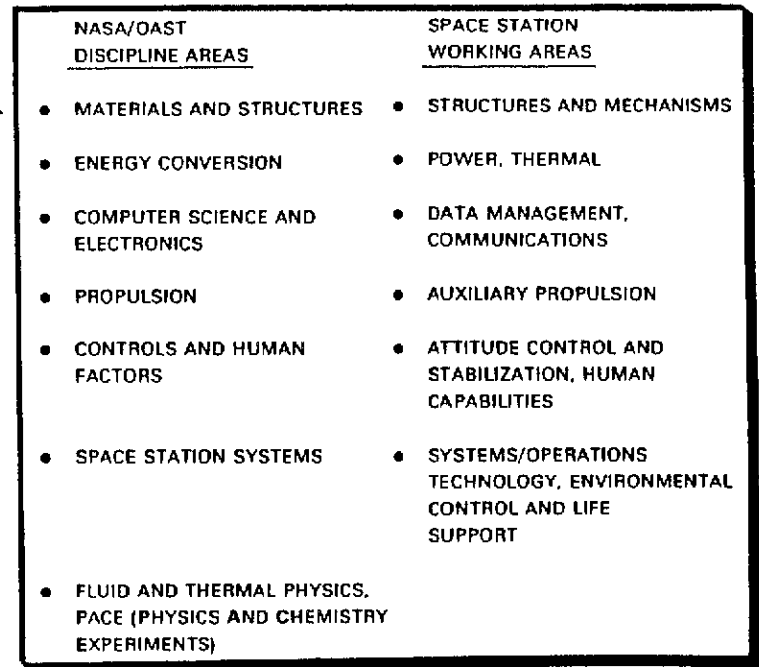 NASA/OAST
DISCIPLINE AREAS
SPACE STATION
WORKING AREAS
• MATERIALS AND STRUCTURES
• STRUCTURES AND MECHANISMS
• ENERGY CONVERSION
• POWER, THERMAL
• COMPUTER SCIENCE AND
ELECTRONICS
• DATA MANAGEMENT,
COMMUNICATIONS
• PROPULSION
• AUXILIARY PROPULSION
• CONTROLS AND HUMAN
FACTORS
• ATTITUDE CONTROL AND
STABILIZATION, HUMAN
CAPABILITIES
• SPACE STATION SYSTEMS
• SYSTEMS/OPERATIONS
TECHNOLOGY, ENVIRONMENTAL
CONTROL AND LIFE
SUPPORT
• FLUID AND THERMAL PHYSICS,
PACE (PHYSICS AND CHEMISTRY
EXPERIMENTS)